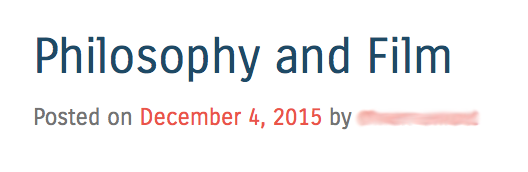 Philosophy and Film
Posted on December 4, 2015 by